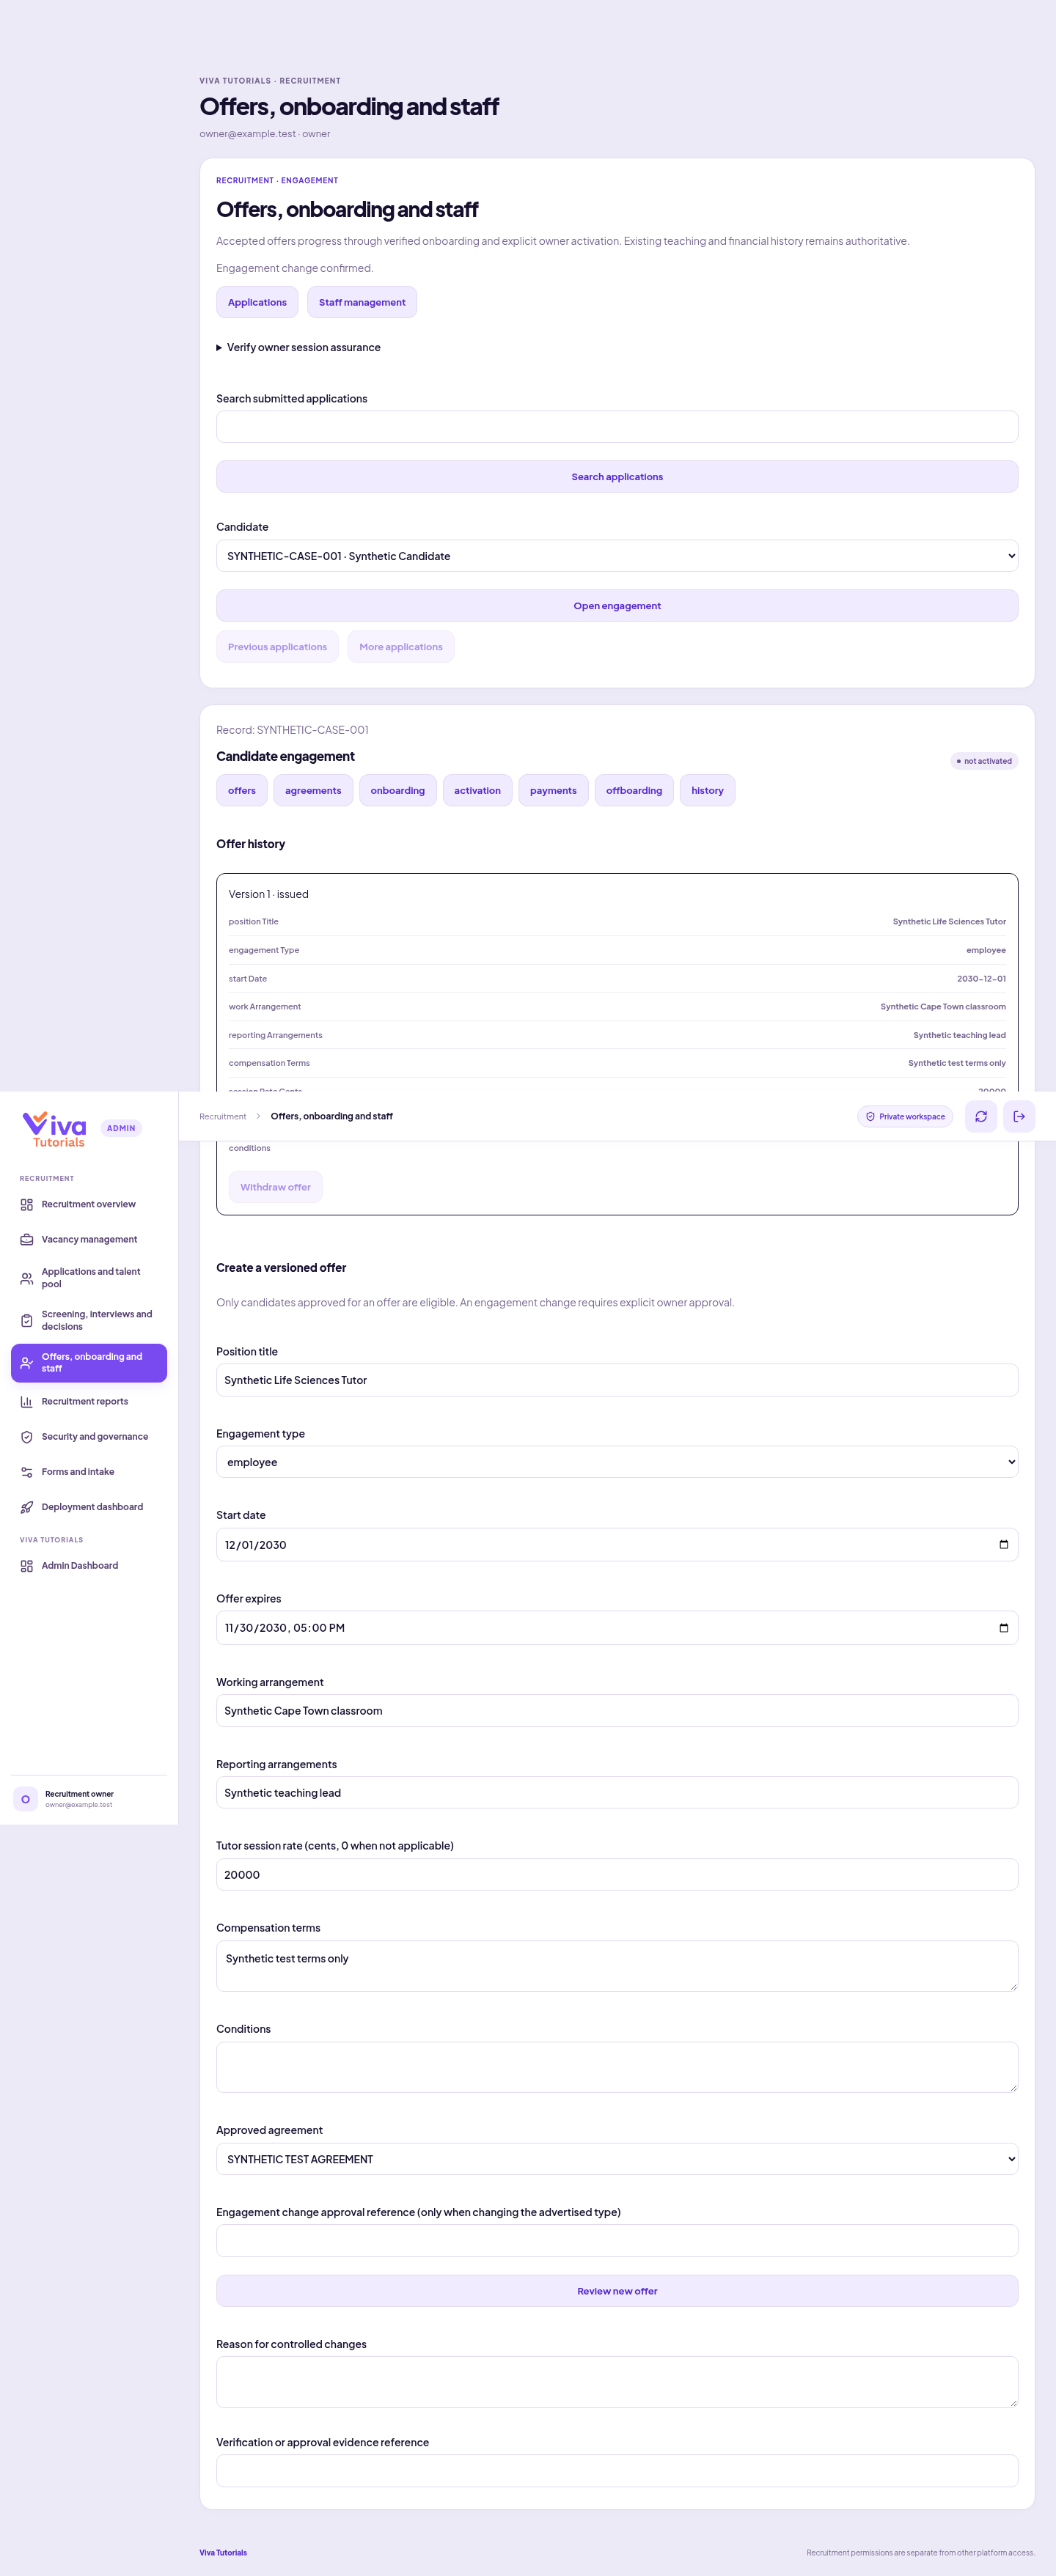 VIVA TUTORIALS · RECRUITMENT
Offers, onboarding and staff
owner@example.test · owner
RECRUITMENT · ENGAGEMENT
Offers, onboarding and staff
Accepted offers progress through verified onboarding and explicit owner activation. Existing teaching and financial history remains authoritative.
Engagement change confirmed.
Applications
Staff management
Verify owner session assurance
Search submitted applications
Search applications
Candidate
SYNTHETIC-CASE-001 · Synthetic Candidate
Open engagement
Previous applications
More applications
Record: SYNTHETIC-CASE-001
Candidate engagement
not activated
offers
agreements
onboarding
activation
payments
offboarding
history
Offer history
Version 1 · issued
position Title
Synthetic Life Sciences Tutor
engagement Type
employee
start Date
2030-12-01
work Arrangement
Synthetic Cape Town classroom
reporting Arrangements
Synthetic teaching lead
compensation Terms
Synthetic test terms only
session Rate Cents
20000
Viva
Tutorials
ADMIN
Recruitment
Offers, onboarding and staff
Private workspace
conditions
Withdraw offer
RECRUITMENT
Recruitment overview
Vacancy management
Applications and talent
pool
Screening, interviews and
decisions
Offers, onboarding and
staff
Recruitment reports
Security and governance
Forms and intake
Deployment dashboard
VIVA TUTORIALS
Admin Dashboard
O
Recruitment owner
owner@example.test
Create a versioned offer
Only candidates approved for an offer are eligible. An engagement change requires explicit owner approval.
Position title
Synthetic Life Sciences Tutor
Engagement type
employee
Start date
12/01/2030
Offer expires
11/30/2030, 05:00 PM
Working arrangement
Synthetic Cape Town classroom
Reporting arrangements
Synthetic teaching lead
Tutor session rate (cents, 0 when not applicable)
20000
Compensation terms
Synthetic test terms only
Conditions
Approved agreement
SYNTHETIC TEST AGREEMENT
Engagement change approval reference (only when changing the advertised type)
Review new offer
Reason for controlled changes
Verification or approval evidence reference
Viva Tutorials
Recruitment permissions are separate from other platform access.